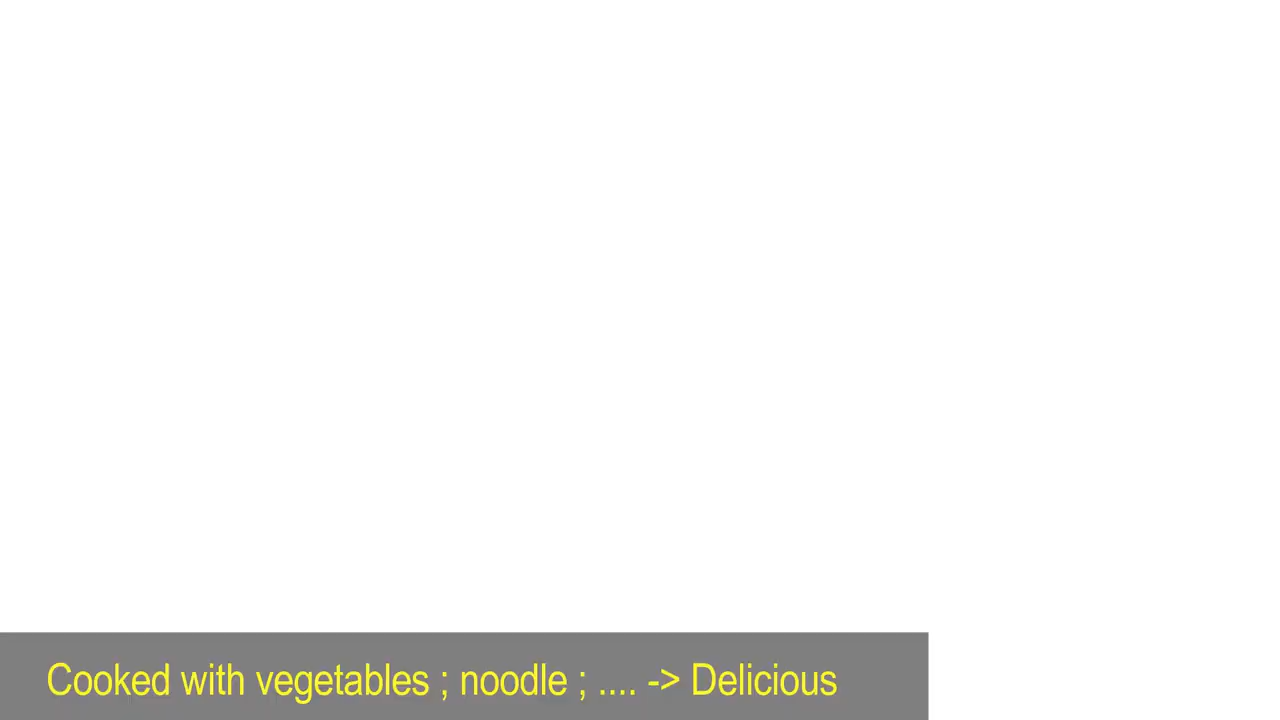 Cooked with vegetables ; noodle ; .... -> Delicious